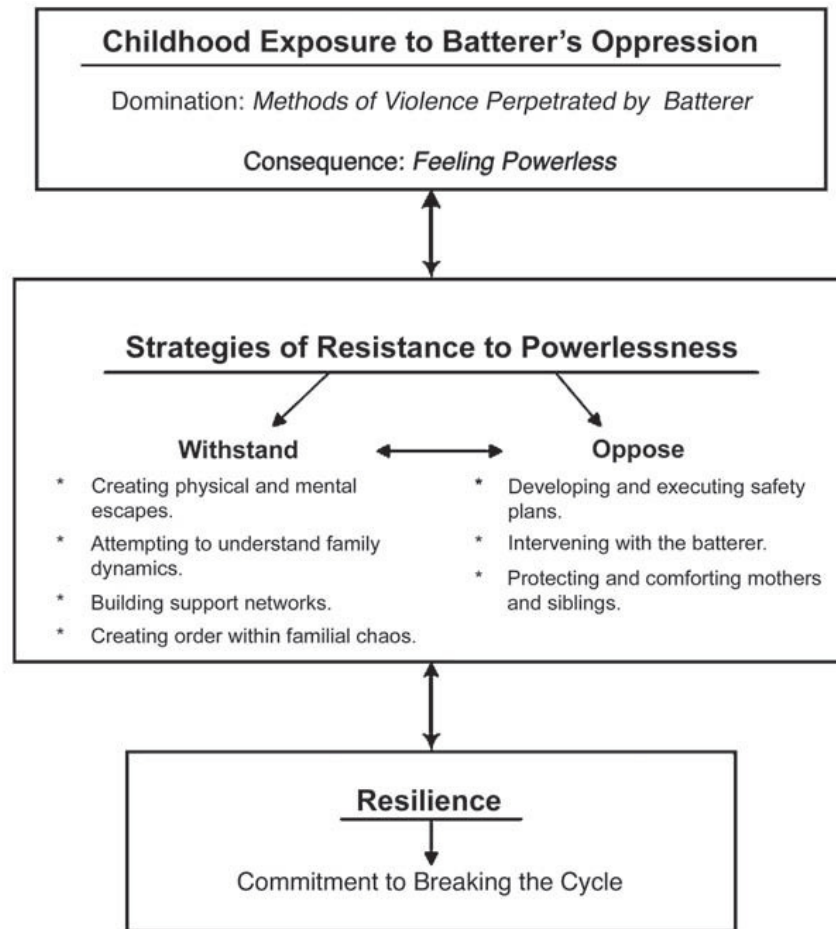 Childhood Exposure to Batterer's Oppression
Domination: Methods of Violence Perpetrated by Batterer
Consequence: Feeling Powerless
Strategies of Resistance to Powerlessness
Withstand
* Creating physical and mental
escapes.
* Attempting to understand family
dynamics.
* Building support networks.
* Creating order within familial chaos.
Oppose
* Developing and executing safety
plans.
* Intervening with the batterer.
* Protecting and comforting mothers
and siblings.
Resilience
Commitment to Breaking the Cycle